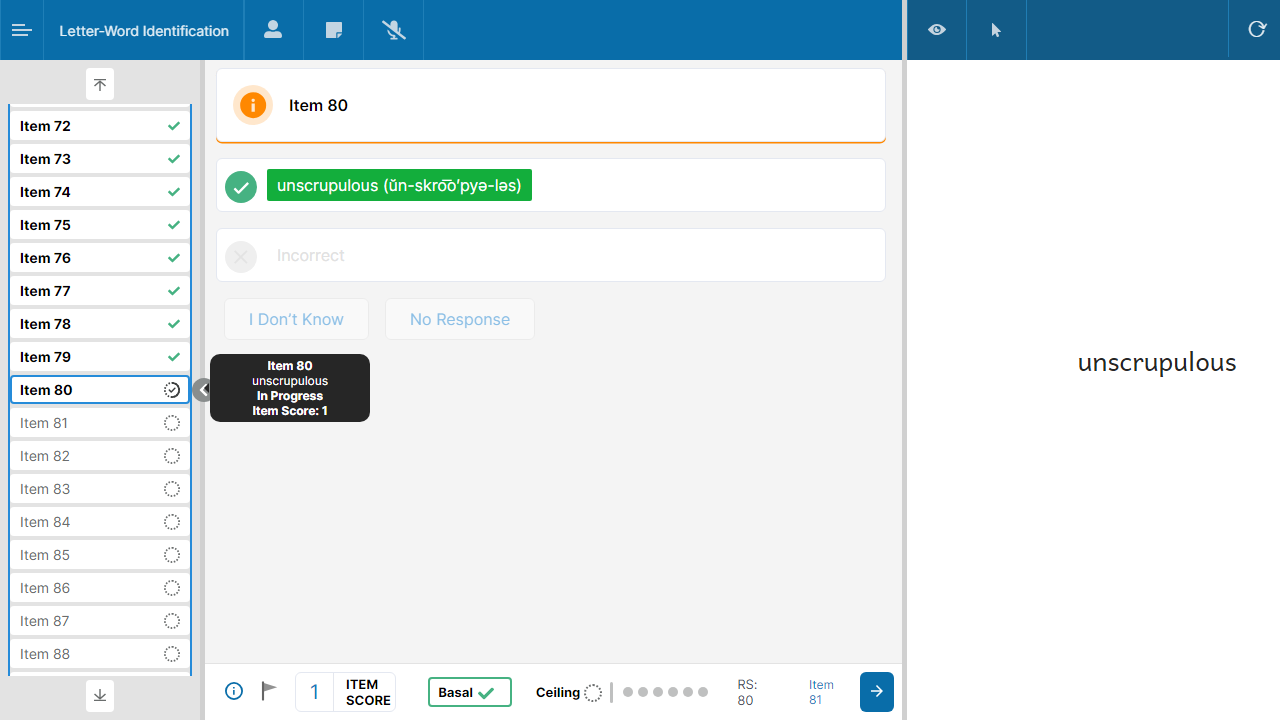 Letter-Word Identification
Item 72
Item 73
Item 74
Item 75
Item 76
Item 77
Item 78
Item 79
Item 80
Item 81
Item 82
Item 83
Item 84
Item 85
Item 86
Item 87
Item 88
Item 80
unscrupulous (ŭn-skro͞o′pyə-ləs)
Incorrect
I Don't Know
No Response
Item 80
unscrupulous
In Progress
Item Score: 1
1
ITEM
SCORE
Basal
Ceiling
RS:
80
Item
81
unscrupulous